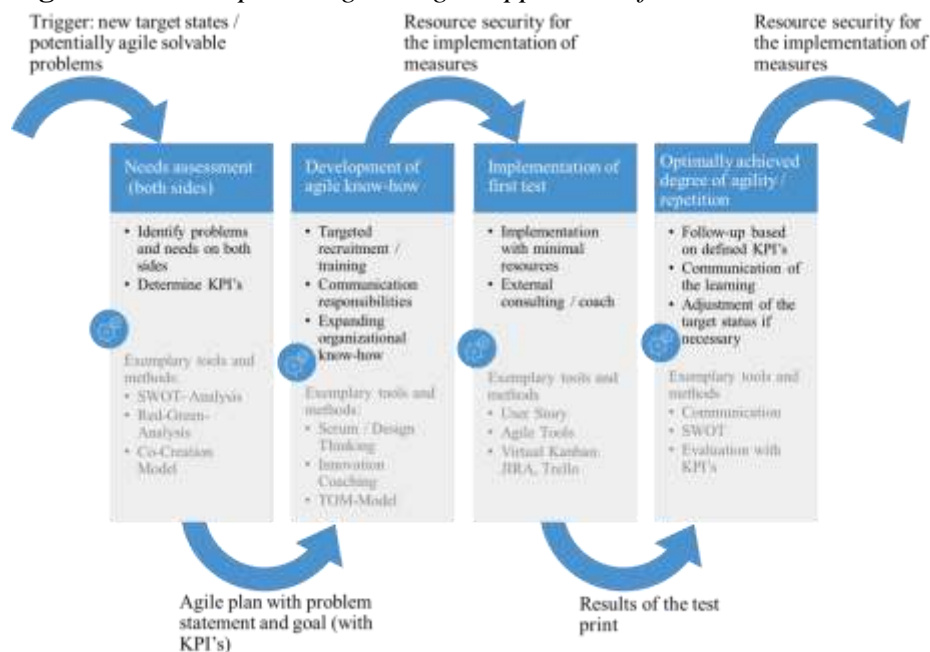 Trigger: new target states /
potentially agile solvable
problems
Resource security for
the implementation of
measures
Resource security for
the implementation of
measures
Needs assessment
(both sides)
• Identify problems
and needs on both
sides
• Determine KPI's
Exemplary tools and
methods:
• SWOT-Analysis
• Red-Green-
Analysis
• Co-Creation
Model
Development of
agile know-how
• Targeted
recruitment /
training
• Communication
responsibilities
• Expanding
organizational
know-how
Exemplary tools and
methods:
• Scrum / Design
Thinking
• Innovation
Coaching
• TOM-Model
Implementation of
first test
• Implementation
with minimal
resources
• External
consulting / coach
Exemplary tools and
methods
• User Story
• Agile Tools
• Virtual Kanban:
JIRA, Trello
Optimally achieved
degree of agility /
repetition
• Follow-up based
on defined KPI's
• Communication of
the learning
• Adjustment of the
target status if
necessary
Exemplary tools and
methods
• Communication
• SWOT
• Evaluation with
KPI's
Agile plan with problem
statement and goal (with
KPI's)
Results of the test
print